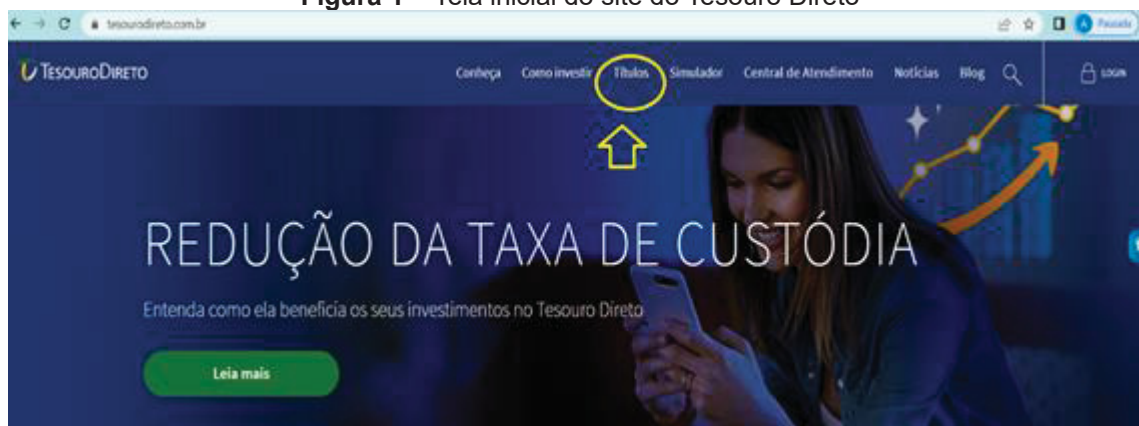 Figura 1 – Tela inicial do site do Tesouro Direto
tesourodireto.com.br
Pausada
TESOURODIRETO
Conheça Como investir Títulos Simulador Central de Atendimento Notícias Blog
LOGIN
REDUÇÃO DA TAXA DE CUSTÓDIA
Entenda como ela beneficia os seus investimentos no Tesouro Direto
Leia mais